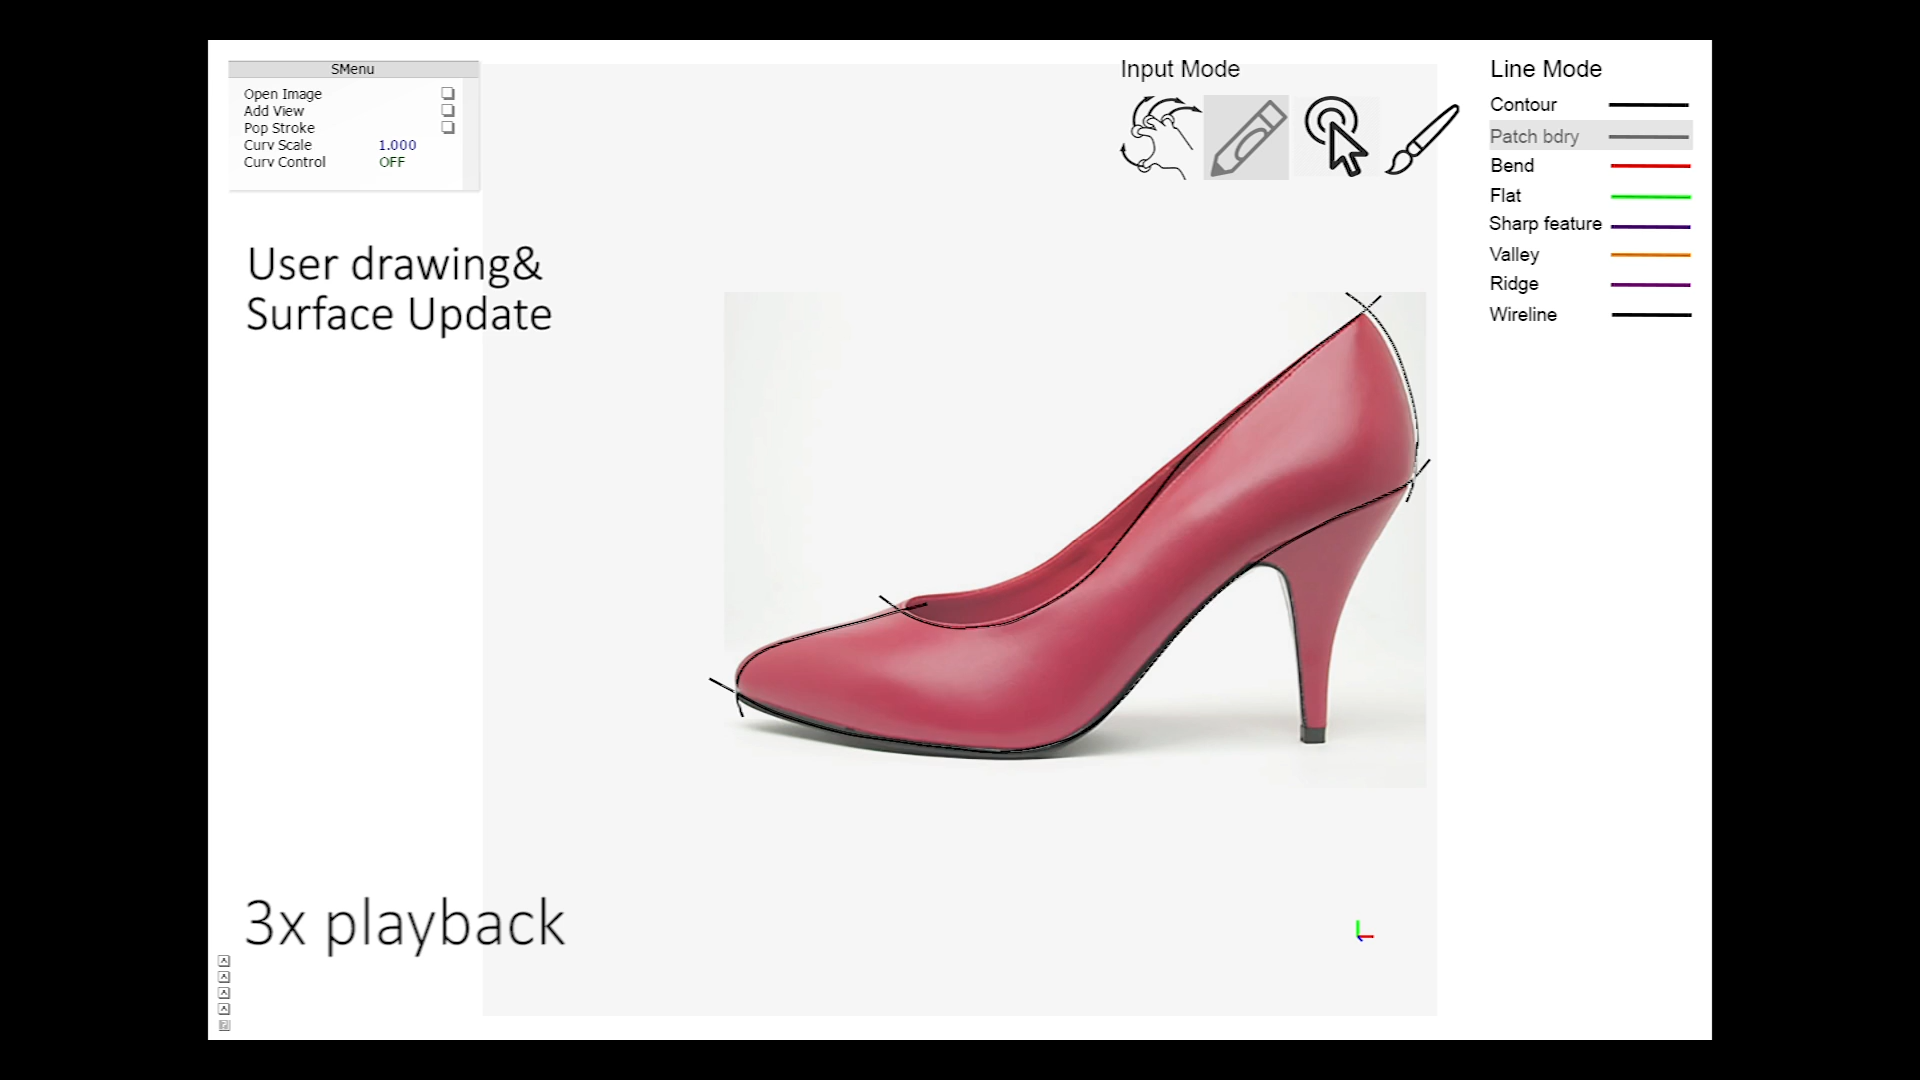 SMenu
Open Image
Add View
Pop Stroke
Curv Scale 1.000
Curv Control OFF
User drawing&
Surface Update
3x playback
Input Mode
Line Mode
Contour
Patch bdry
Bend
Flat
Sharp feature
Valley
Ridge
Wireline